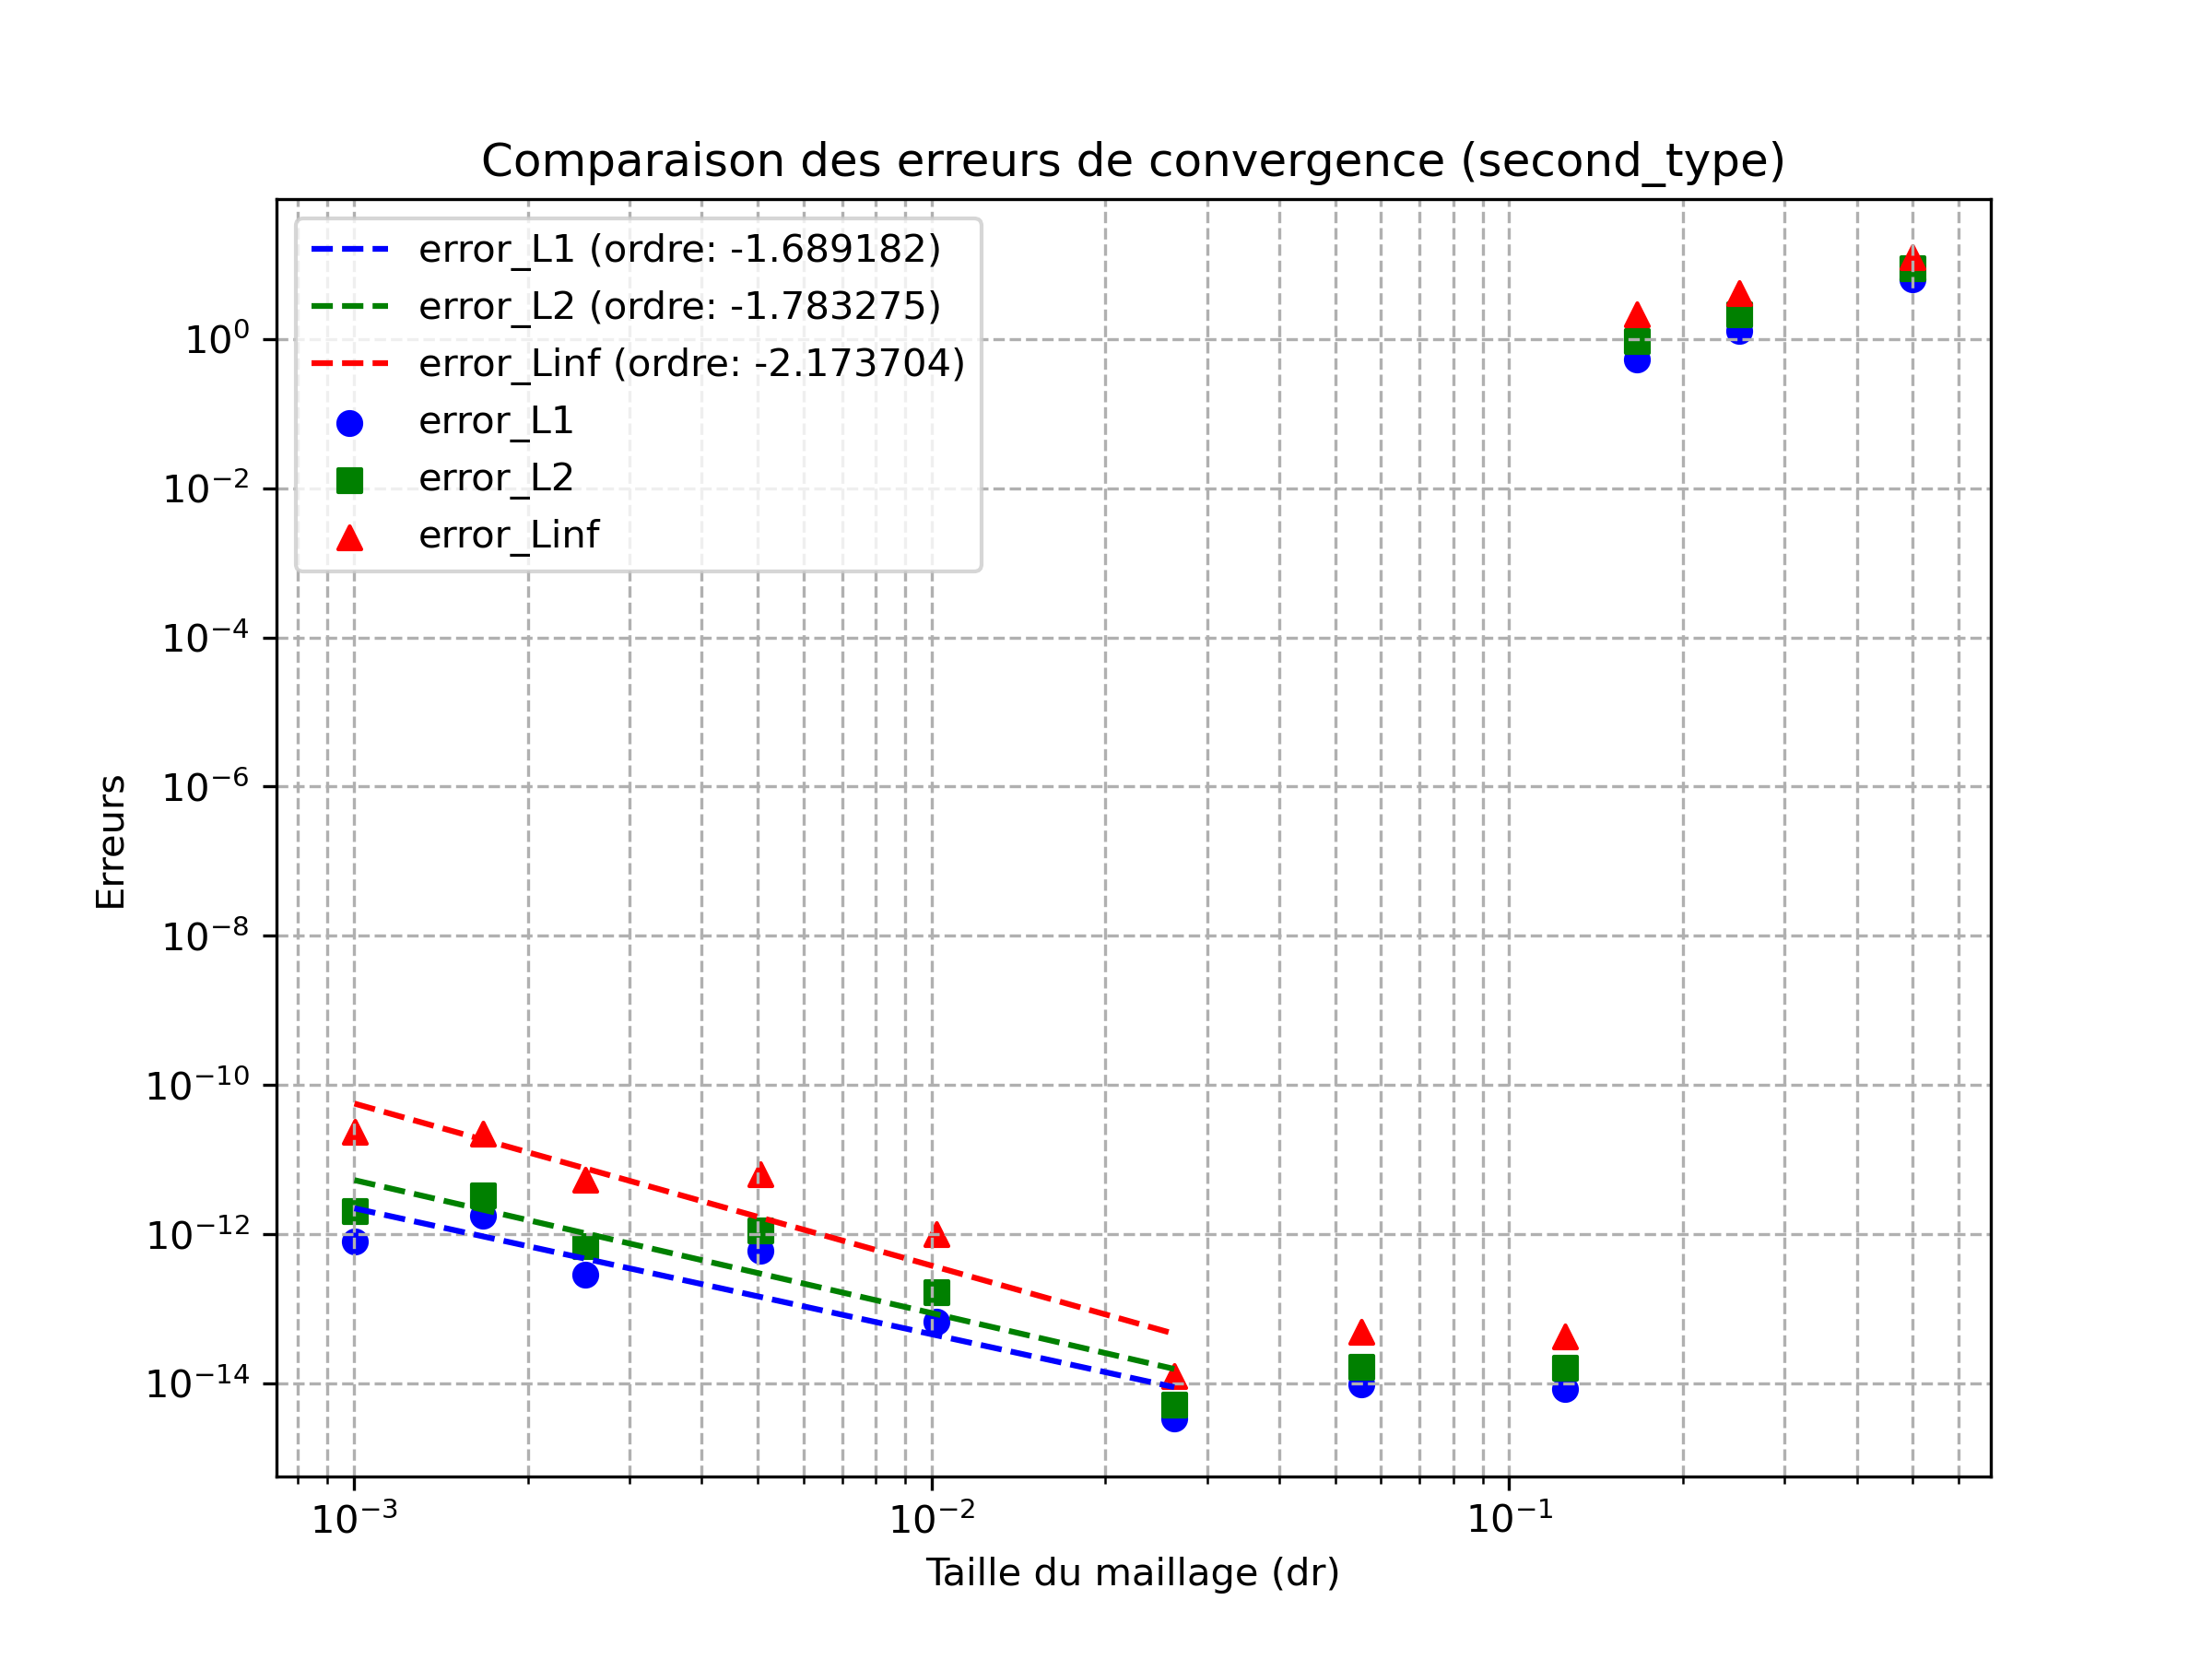 Comparaison des erreurs de convergence (second_type)
error_L1 (ordre: -1.689182)
error_L2 (ordre: -1.783275)
error_Linf (ordre: -2.173704)
error_L1
error_L2
error_Linf
10⁰
10⁻²
10⁻⁴
10⁻⁶
10⁻⁸
10⁻¹⁰
10⁻¹²
10⁻¹⁴
Erreurs
10⁻³
10⁻²
10⁻¹
Taille du maillage (dr)